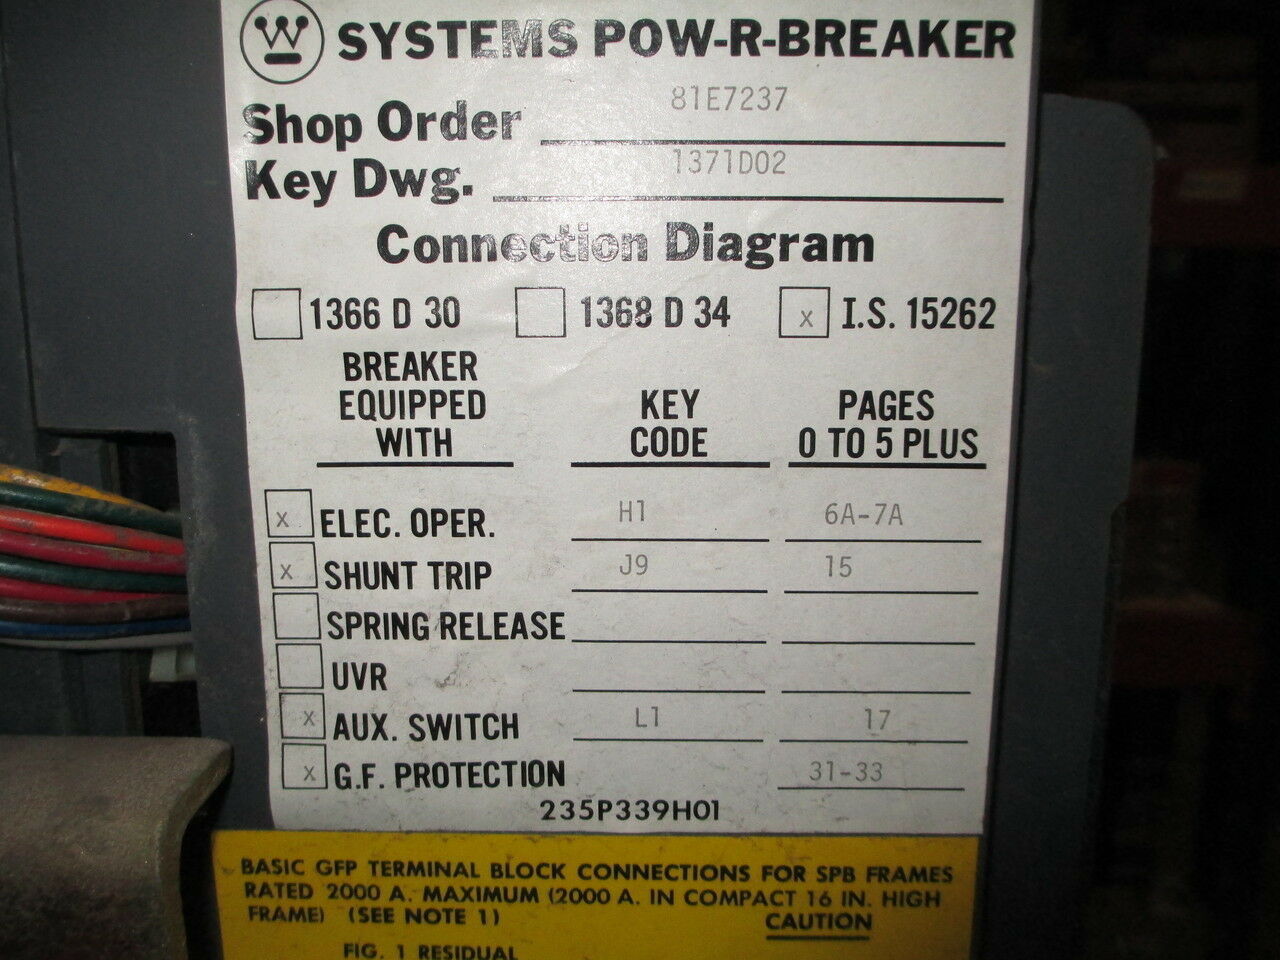 W SYSTEMS POW-R-BREAKER
Shop Order 81E7237
Key Dwg. 1371D02
Connection Diagram
1366 D 30 1368 D 34 x I.S. 15262
BREAKER EQUIPPED WITH KEY CODE PAGES 0 TO 5 PLUS
x ELEC. OPER. H1 6A-7A
x SHUNT TRIP J9 15
SPRING RELEASE
UVR
x AUX. SWITCH L1 17
x G.F. PROTECTION 31-33
235P339H01
BASIC GFP TERMINAL BLOCK CONNECTIONS FOR SPB FRAMES
RATED 2000 A. MAXIMUM (2000 A. IN COMPACT 16 IN. HIGH
FRAME) (SEE NOTE 1) CAUTION
FIG. 1 RESIDUAL